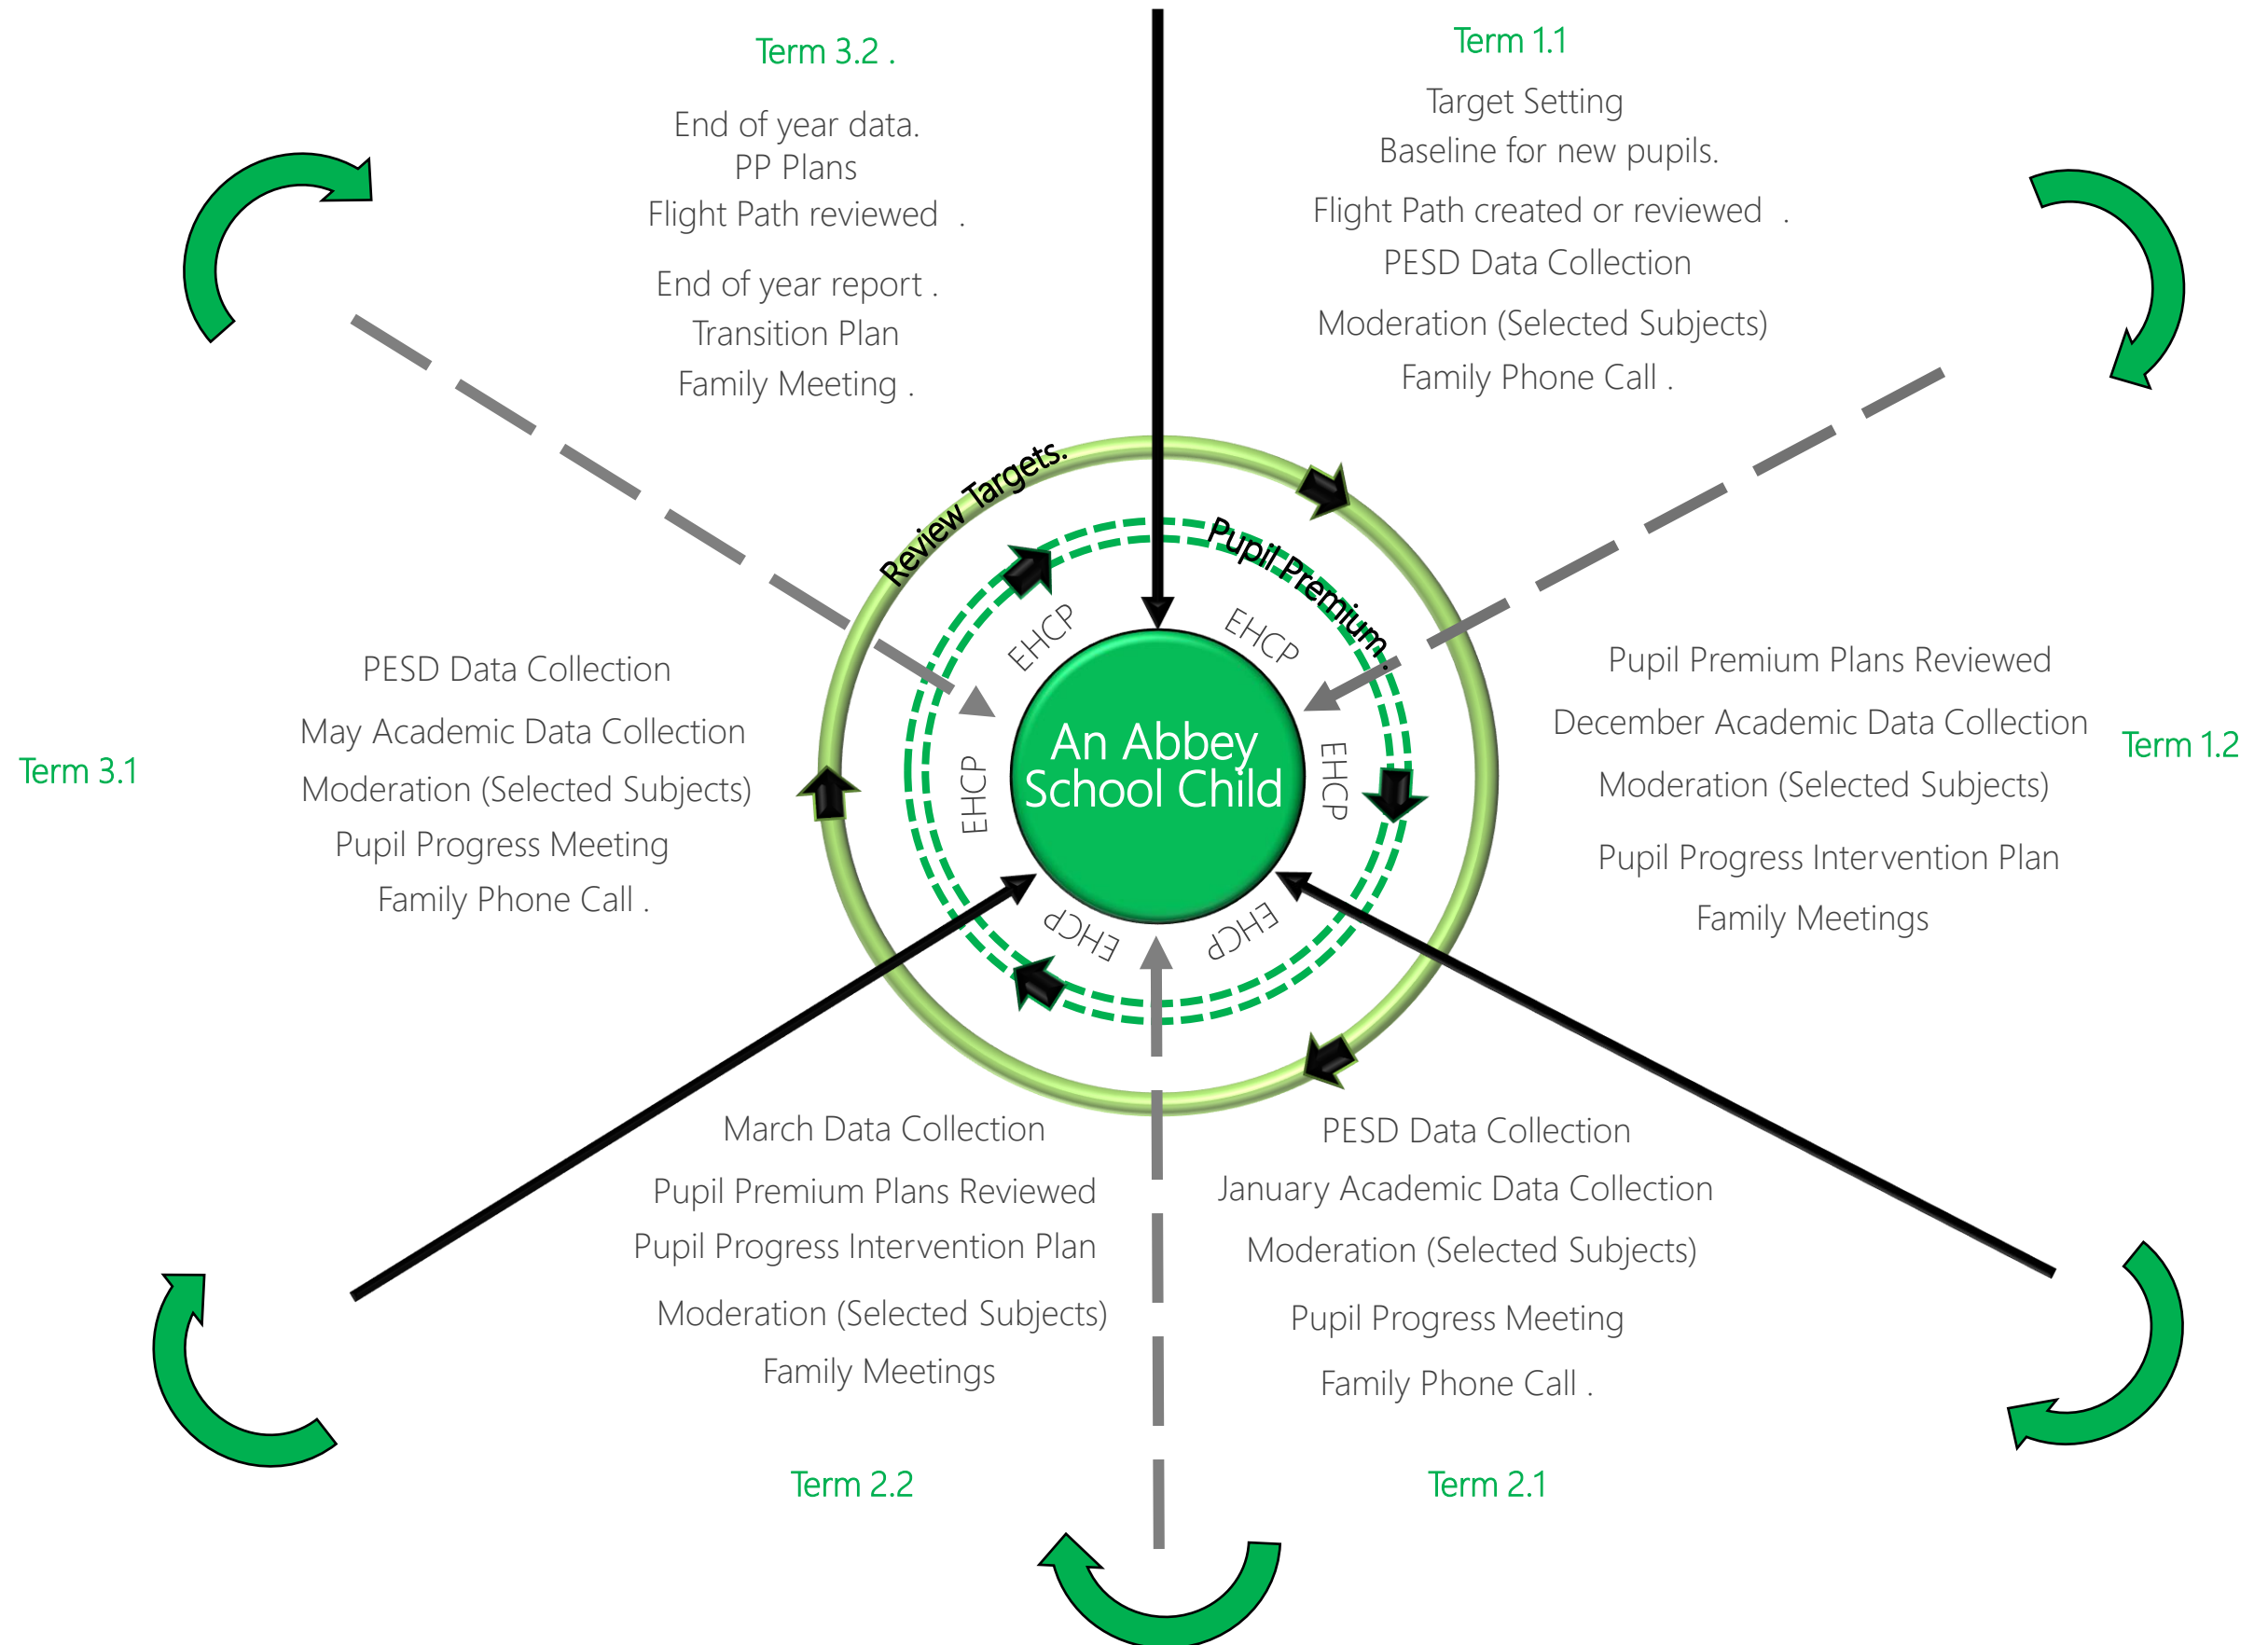 Term 1.1
Target Setting
Baseline for new pupils.
Flight Path created or reviewed .
PESD Data Collection
Moderation (Selected Subjects)
Family Phone Call .
Term 1.2
Pupil Premium Plans Reviewed
December Academic Data Collection
Moderation (Selected Subjects)
Pupil Progress Intervention Plan
Family Meetings
Term 2.1
PESD Data Collection
January Academic Data Collection
Moderation (Selected Subjects)
Pupil Progress Meeting
Family Phone Call .
Term 2.2
March Data Collection
Pupil Premium Plans Reviewed
Pupil Progress Intervention Plan
Moderation (Selected Subjects)
Family Meetings
Term 3.1
PESD Data Collection
May Academic Data Collection
Moderation (Selected Subjects)
Pupil Progress Meeting
Family Phone Call .
Term 3.2 .
End of year data.
PP Plans
Flight Path reviewed .
End of year report .
Transition Plan
Family Meeting .
Review Targets.
Pupil Premium .
EHCP
EHCP
EHCP
EHCP
EHCP
EHCP
An Abbey
School Child